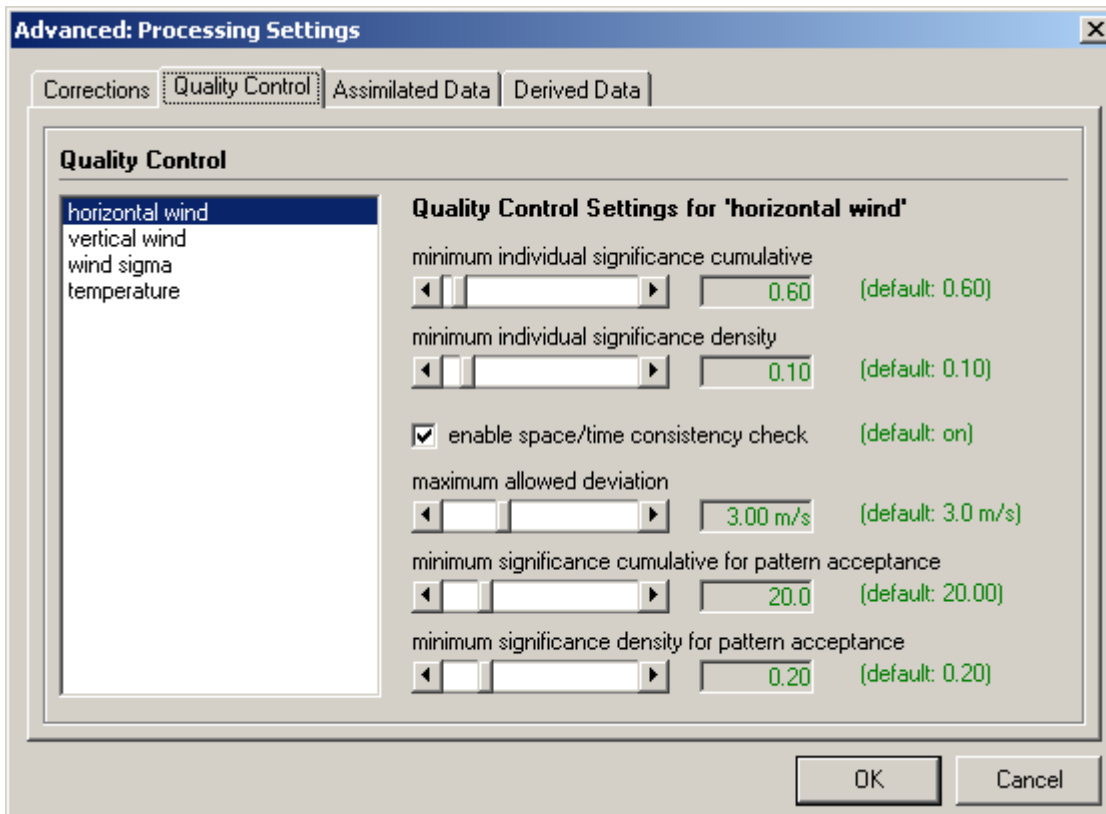 Advanced: Processing Settings
Corrections Quality Control Assimilated Data Derived Data
Quality Control
horizontal wind
vertical wind
wind sigma
temperature
Quality Control Settings for 'horizontal wind'
minimum individual significance cumulative
0.60 (default: 0.60)
minimum individual significance density
0.10 (default: 0.10)
enable space/time consistency check (default: on)
maximum allowed deviation
3.00 m/s (default: 3.0 m/s)
minimum significance cumulative for pattern acceptance
20.0 (default: 20.00)
minimum significance density for pattern acceptance
0.20 (default: 0.20)
OK Cancel